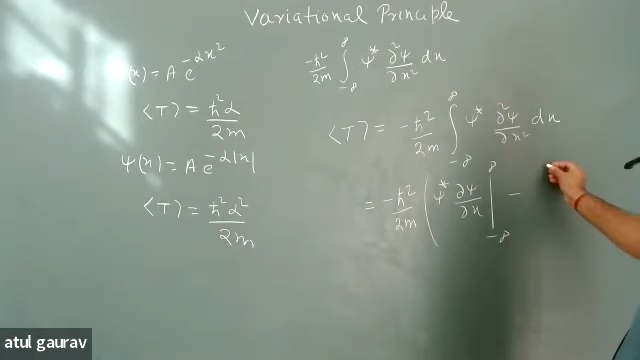 Variational Principle
(x) = A e^{-αx²}
⟨T⟩ = ħ²α / 2m
Ψ(x) = A e^{-α|x|}
⟨T⟩ = ħ²α² / 2m
-ħ²/2m ∫_{-∞}^{∞} Ψ* ∂²Ψ/∂x² dx
⟨T⟩ = -ħ²/2m ∫_{-∞}^{∞} Ψ* ∂²Ψ/∂x² dx
= -ħ²/2m ( Ψ* ∂Ψ/∂x |_{-∞}^{∞} -
atul gaurav